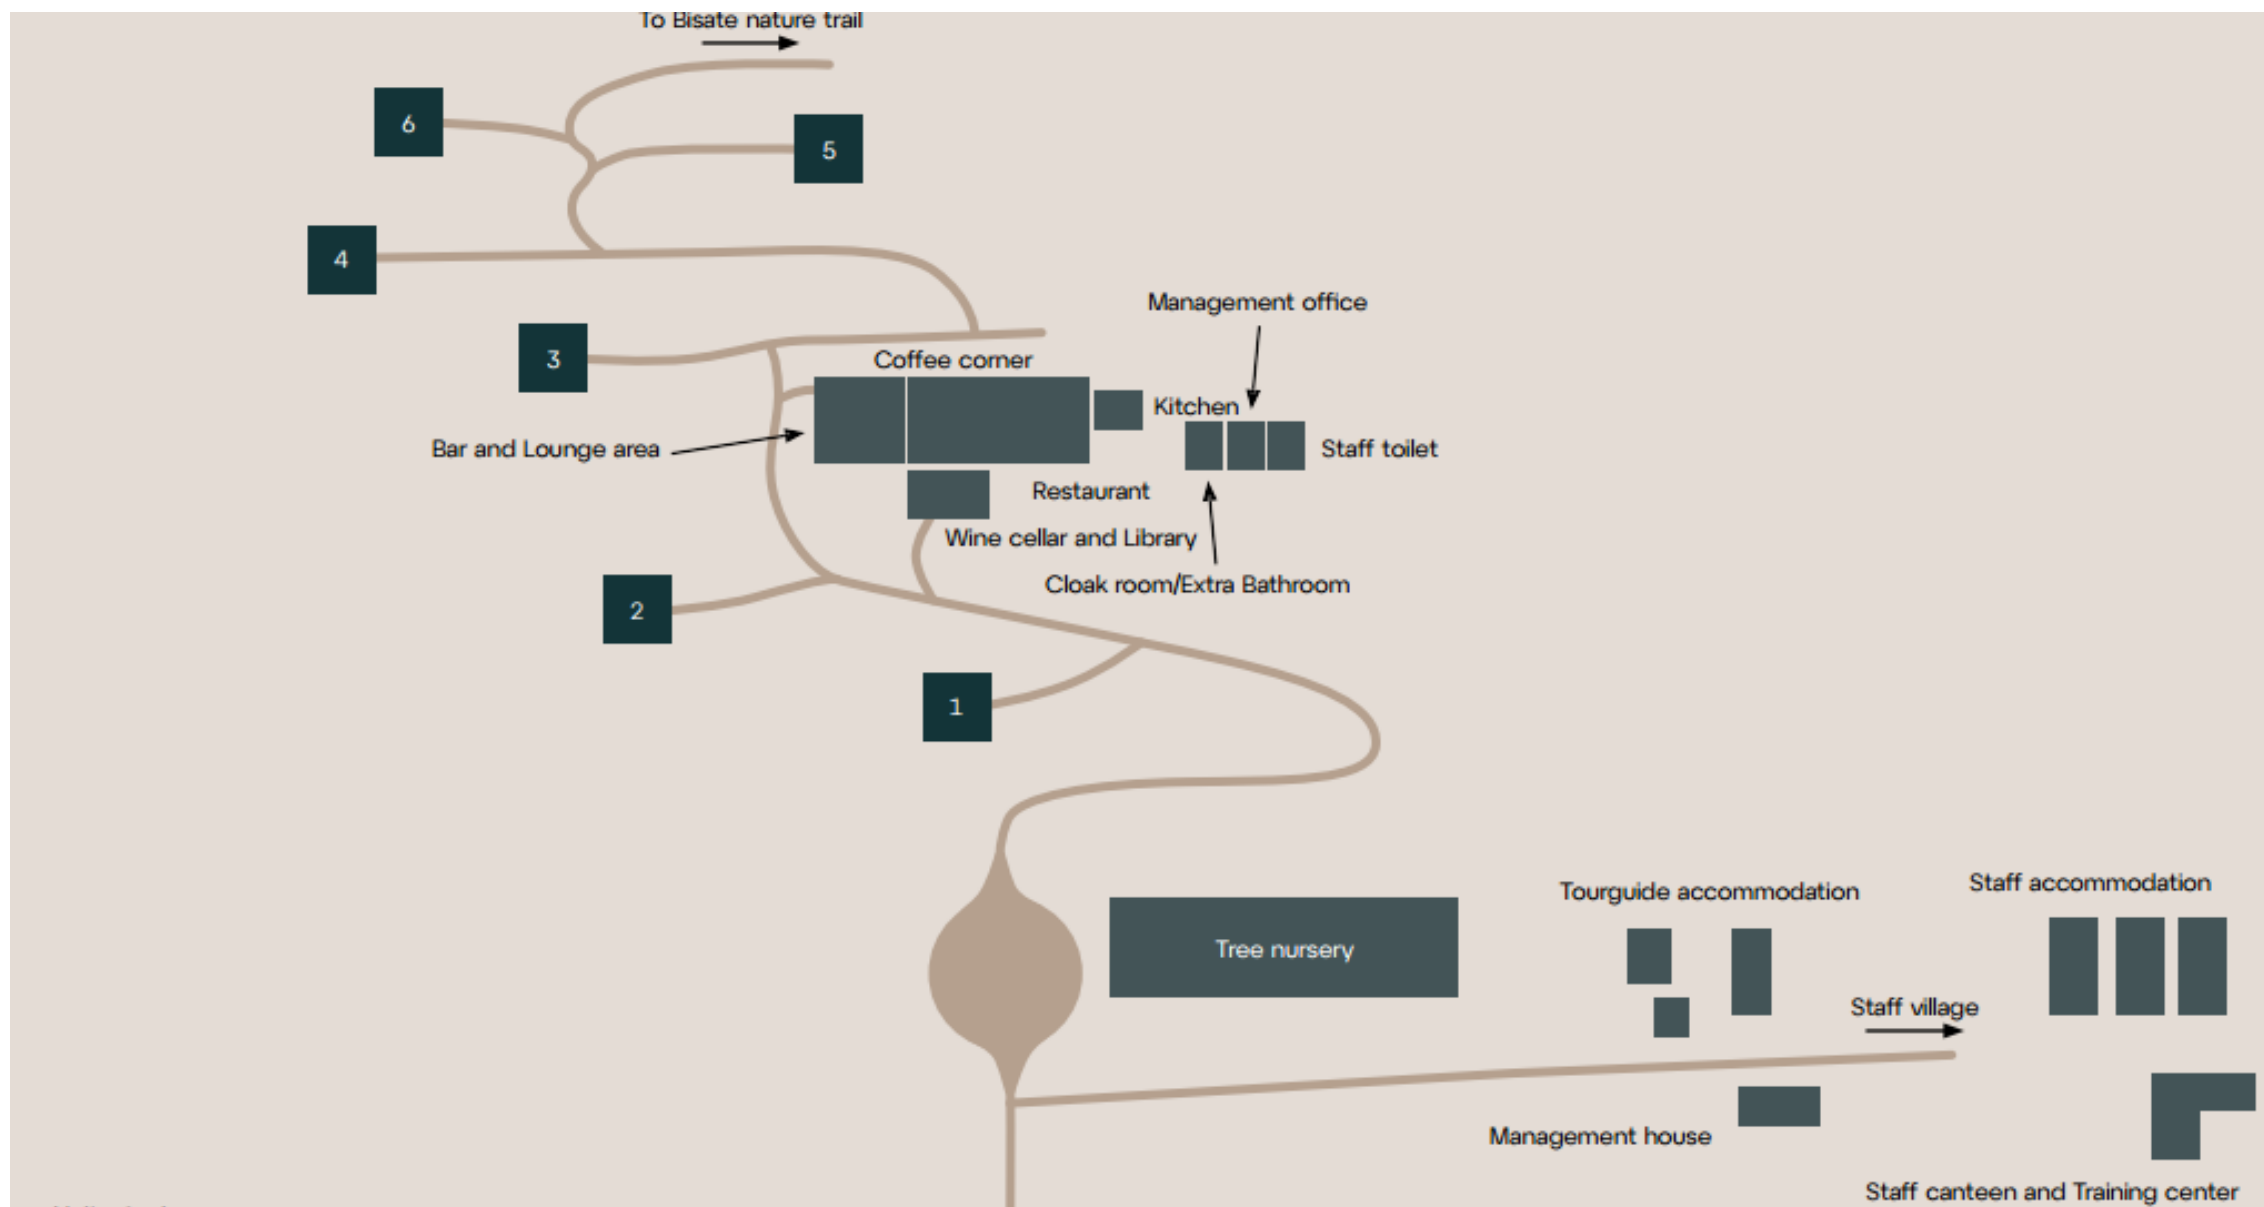 To Bisate nature trail
6
5
4
Management office
3
Coffee corner
Kitchen
Bar and Lounge area
Staff toilet
Restaurant
Wine cellar and Library
Cloak room/Extra Bathroom
2
1
Tourguide accommodation
Staff accommodation
Tree nursery
Staff village
Management house
Staff canteen and Training center